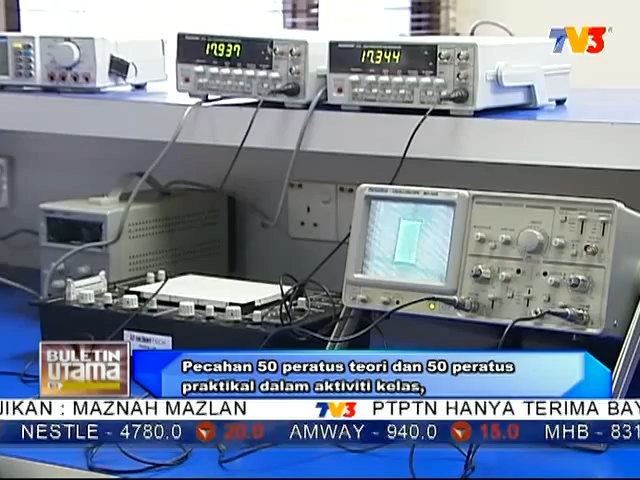 17.937
17.344
TV3
BULETIN
UTAMA
Pecahan 50 peratus teori dan 50 peratus
praktikal dalam aktiviti kelas,
JIKAN : MAZNAH MAZLAN TV3 PTPTN HANYA TERIMA BAY
NESTLE - 4780.0 20.0 AMWAY - 940.0 15.0 MHB - 831